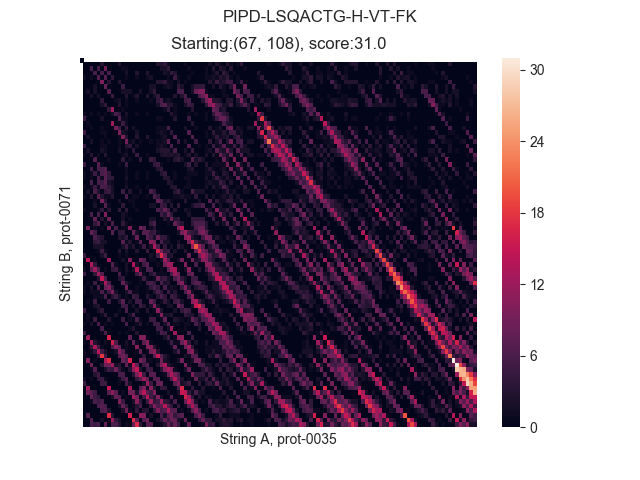 PIPD-LSQACTG-H-VT-FK
Starting:(67, 108), score:31.0
String B, prot-0071
String A, prot-0035
30
24
18
12
6
0